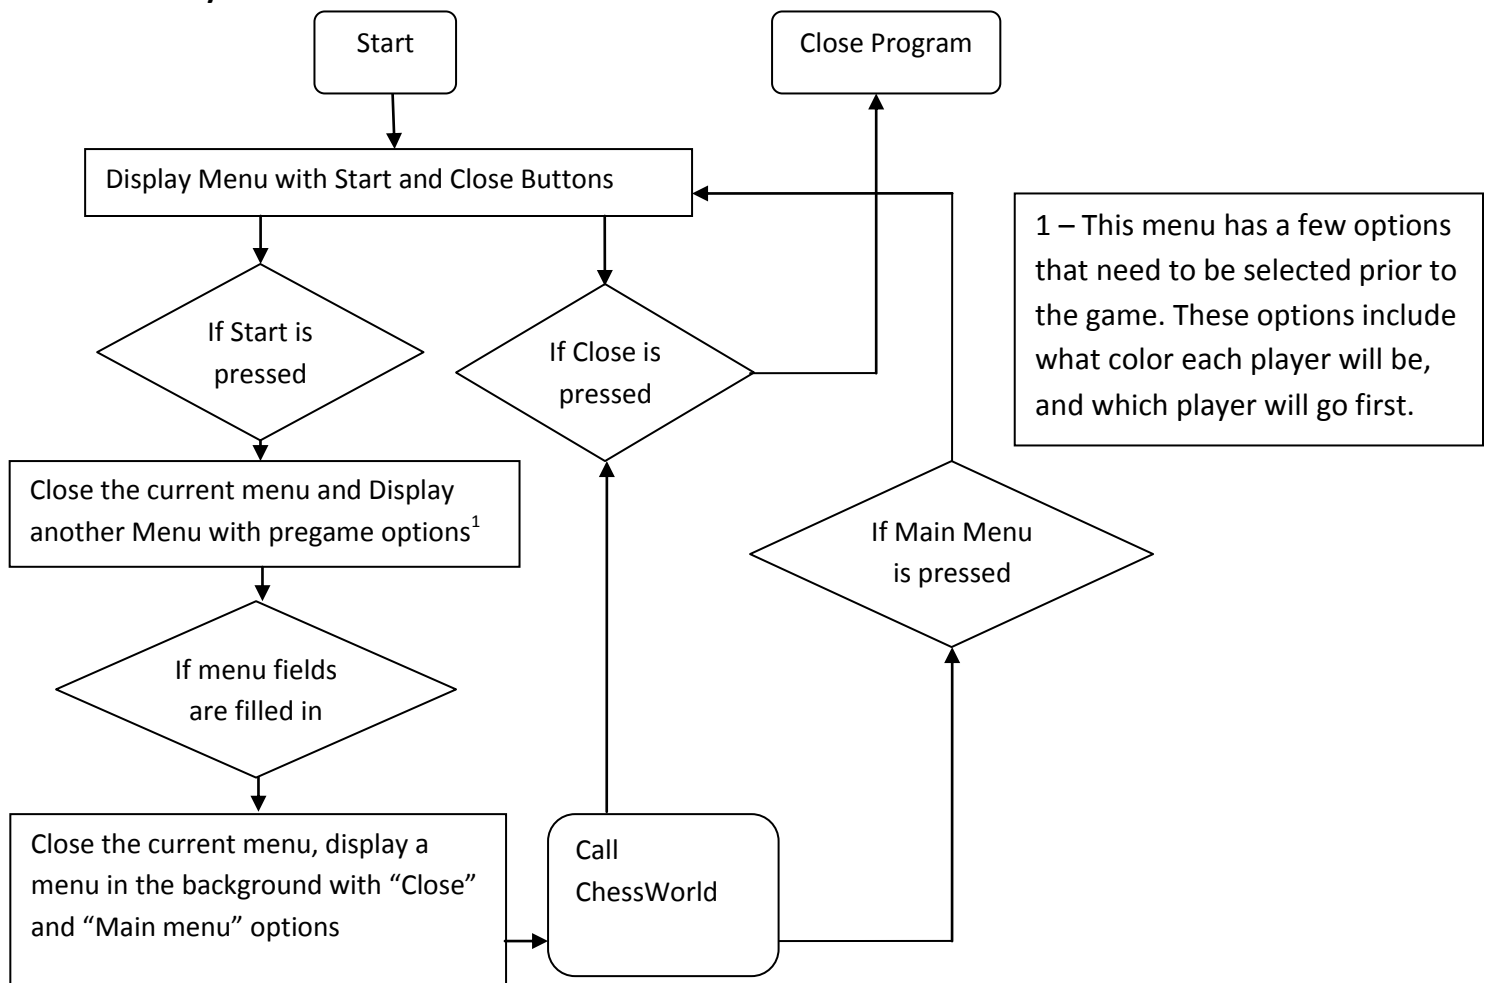 Start
Close Program
Display Menu with Start and Close Buttons
1 – This menu has a few options
that need to be selected prior to
the game. These options include
what color each player will be,
and which player will go first.
If Start is
pressed
If Close is
pressed
Close the current menu and Display
another Menu with pregame options1
If Main Menu
is pressed
If menu fields
are filled in
Close the current menu, display a
menu in the background with “Close”
and “Main menu” options
Call
ChessWorld